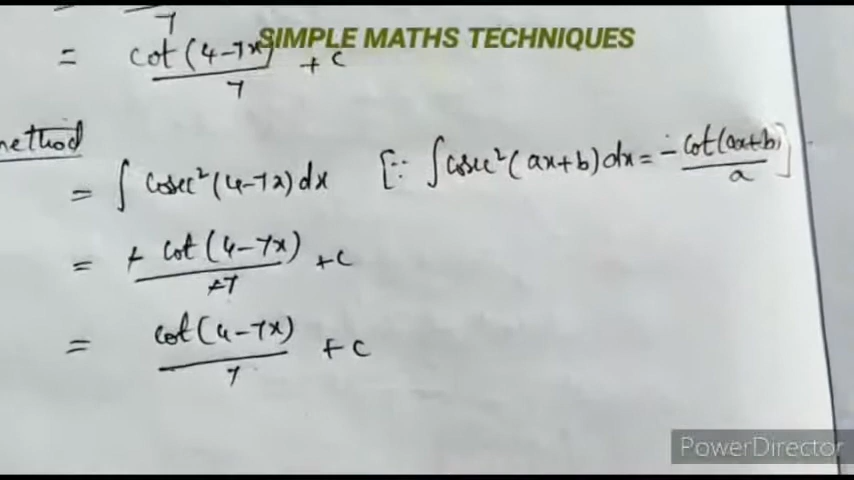 7
SIMPLE MATHS TECHNIQUES
= cot(4-7x) / 7 + c
method
= ∫ cosec²(4-7x) dx [∵ ∫cosec²(ax+b) dx = - cot(ax+b) / a]
= - cot(4-7x) / -7 + c
= cot(4-7x) / 7 + c
PowerDirector